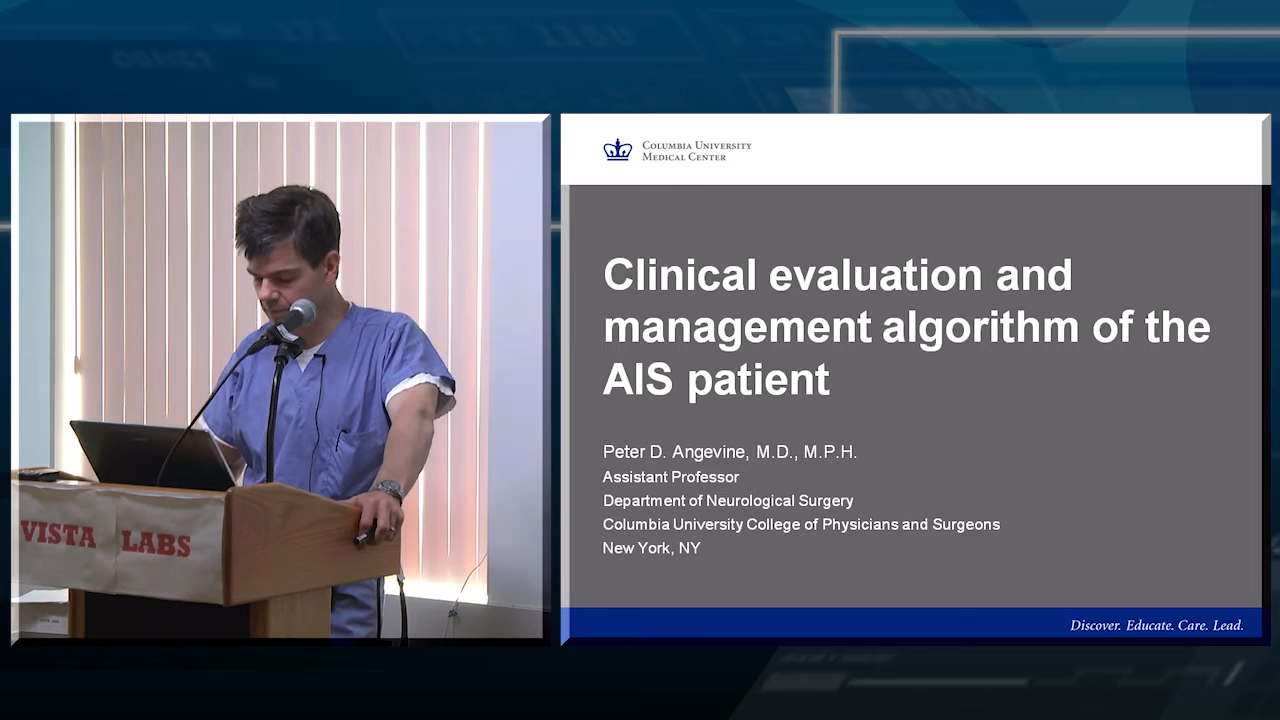 COLUMBIA UNIVERSITY
MEDICAL CENTER
Clinical evaluation and
management algorithm of the
AIS patient
Peter D. Angevine, M.D., M.P.H.
Assistant Professor
Department of Neurological Surgery
Columbia University College of Physicians and Surgeons
New York, NY
Discover. Educate. Care. Lead.
VISTA LABS